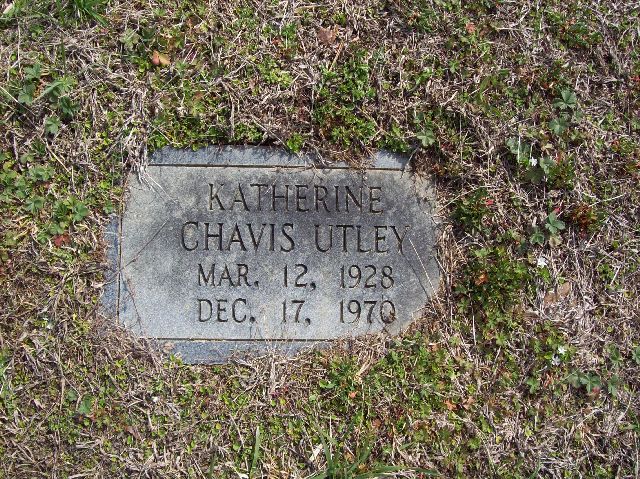 KATHERINE
CHAVIS UTLEY
MAR. 12, 1928
DEC. 17, 1970